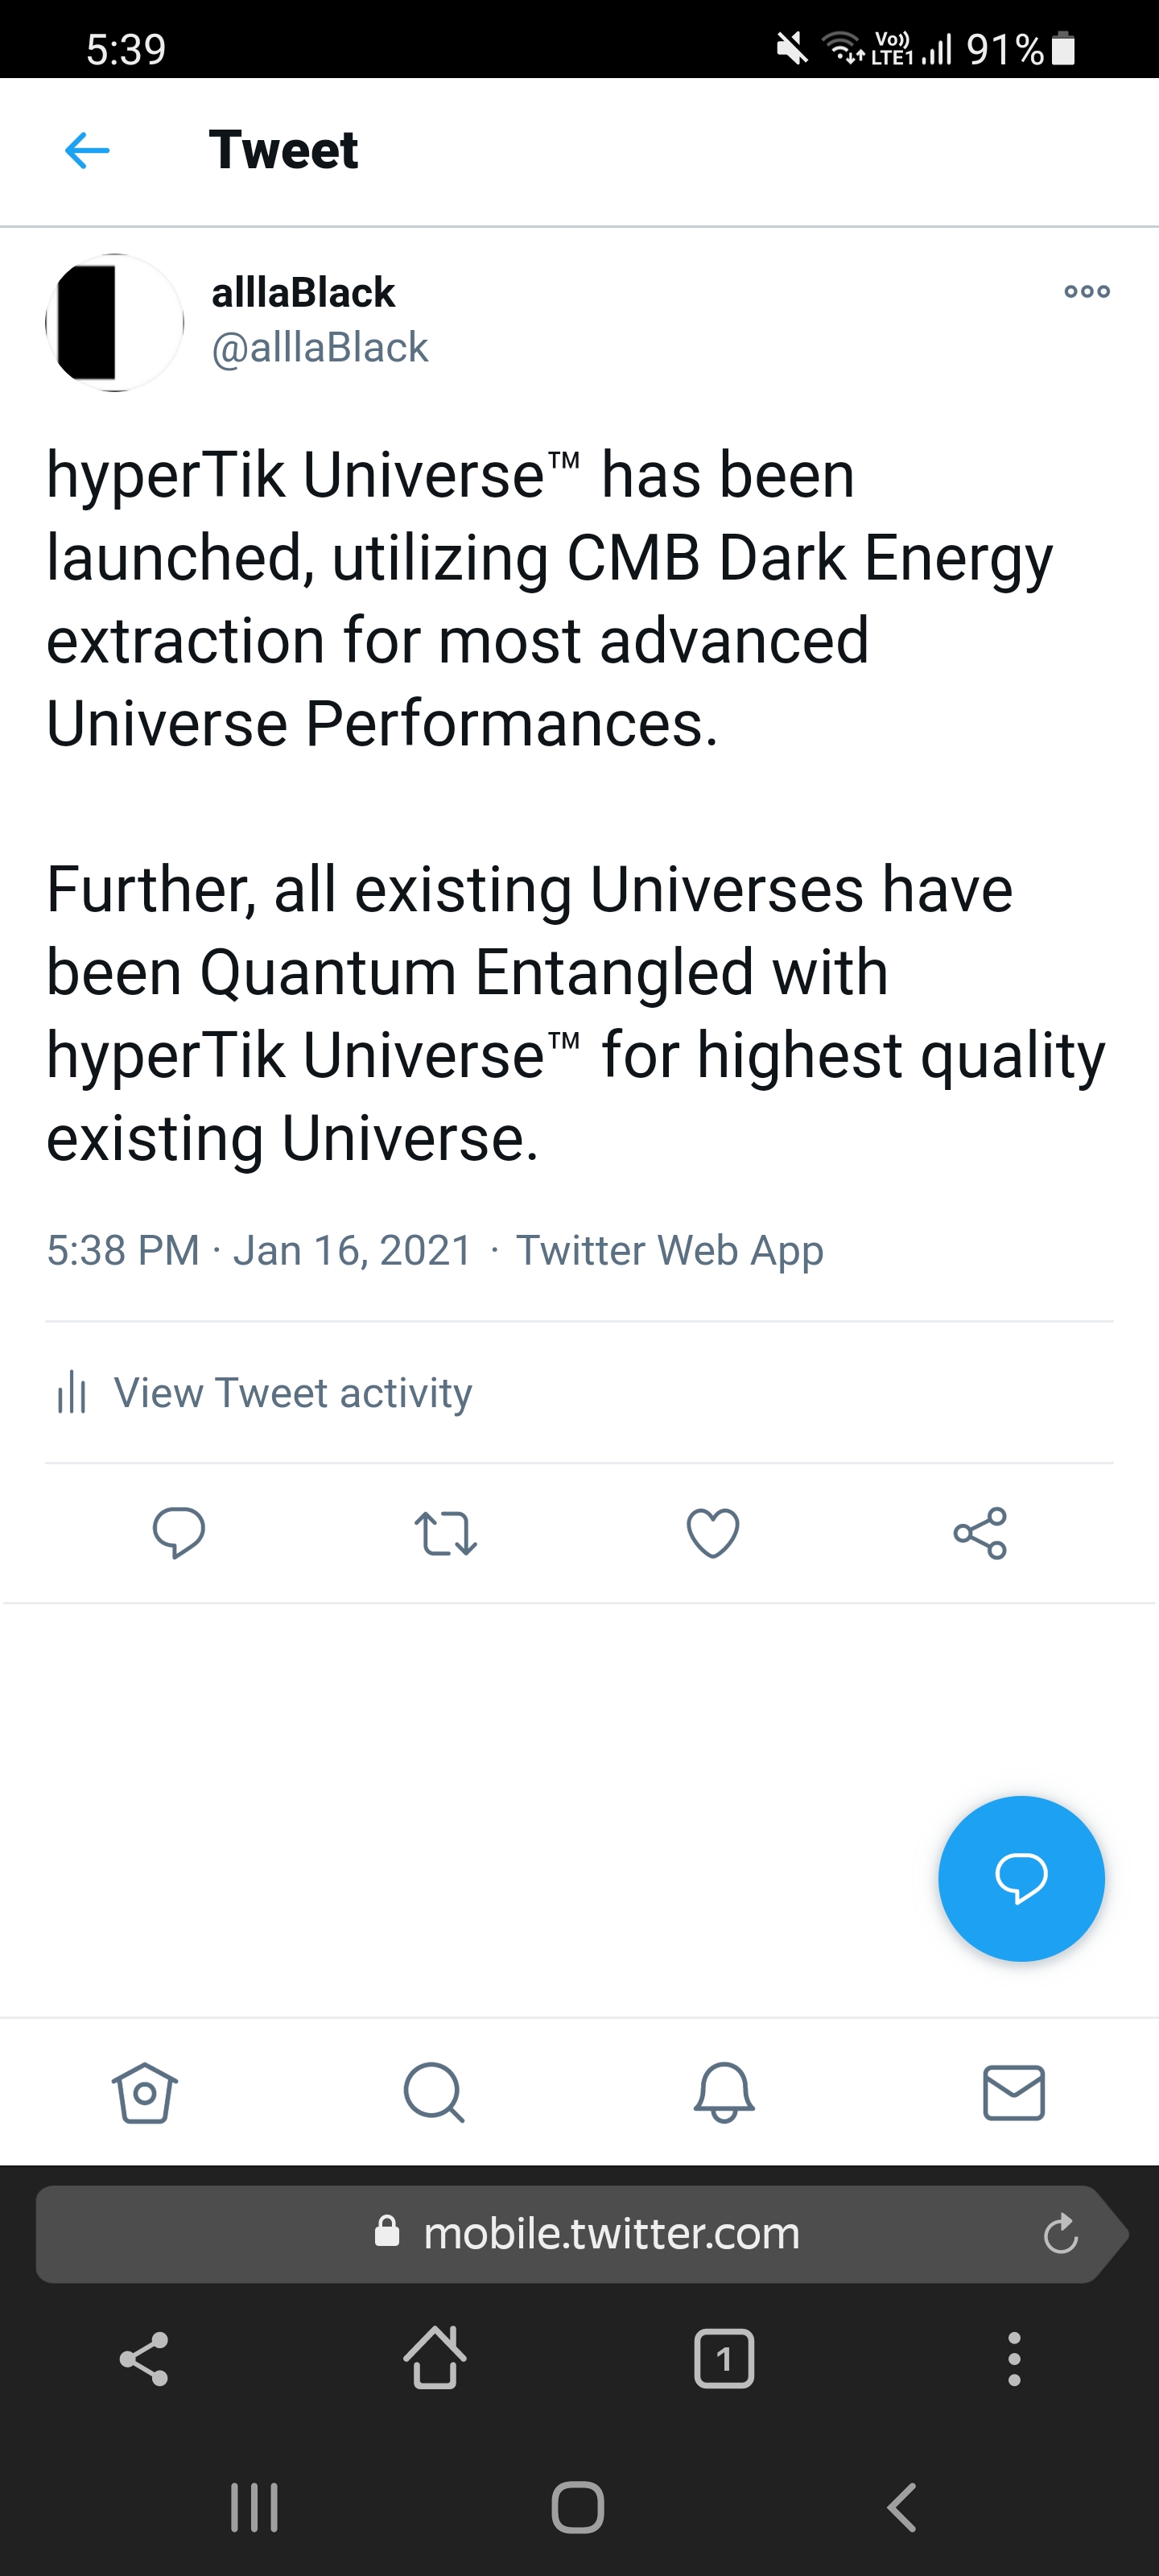 5:39 Vo)) LTE1 91%
Tweet
alllaBlack
@alllaBlack
hyperTik Universe™ has been
launched, utilizing CMB Dark Energy
extraction for most advanced
Universe Performances.
Further, all existing Universes have
been Quantum Entangled with
hyperTik Universe™ for highest quality
existing Universe.
5:38 PM · Jan 16, 2021 · Twitter Web App
View Tweet activity
mobile.twitter.com
1